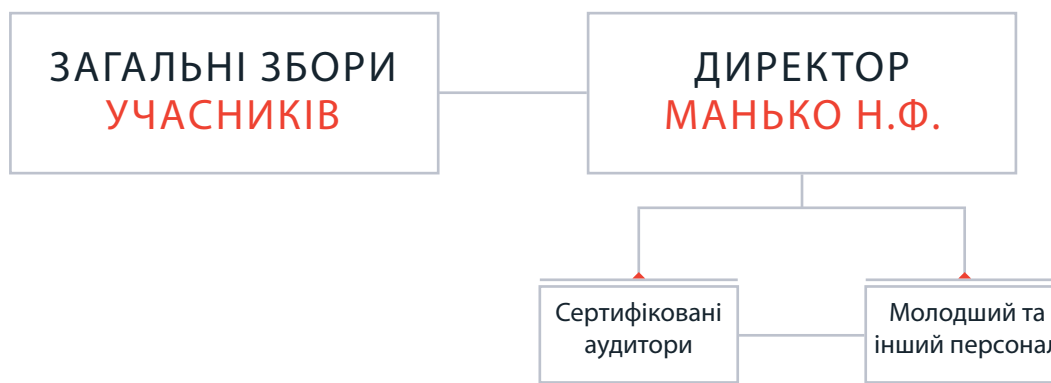 ЗАГАЛЬНІ ЗБОРИ
УЧАСНИКІВ
ДИРЕКТОР
МАНЬКО Н.Ф.
Сертифіковані
аудитори
Молодший та
інший персонал